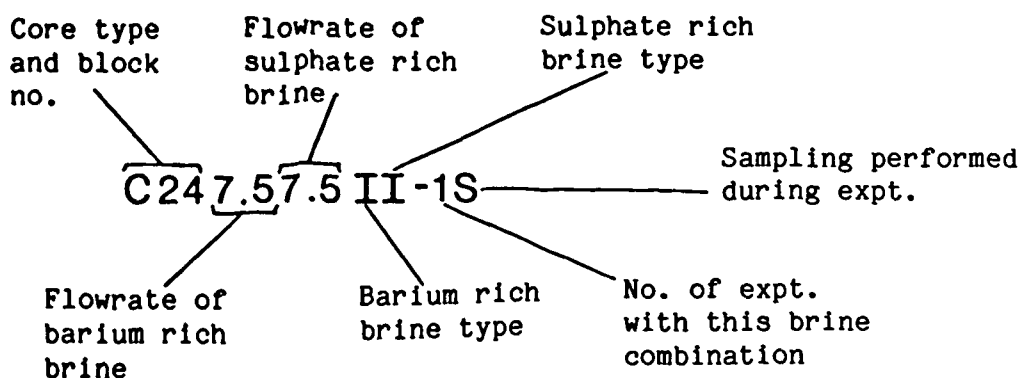 Core type
and block
no.
Flowrate of
sulphate rich
brine
Sulphate rich
brine type
C24 7.5 7.5 II -1S
Sampling performed
during expt.
Flowrate of
barium rich
brine
Barium rich
brine type
No. of expt.
with this brine
combination